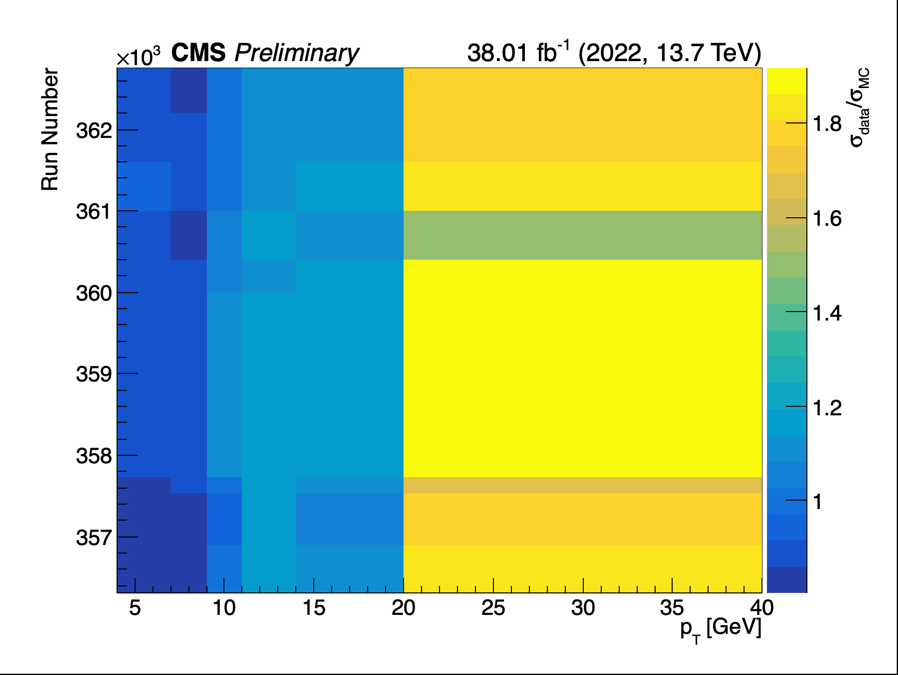 ×10³ CMS Preliminary 38.01 fb⁻¹ (2022, 13.7 TeV)
Run Number
362
361
360
359
358
357
5 10 15 20 25 30 35 40
p_T [GeV]
σ_data/σ_MC
1.8
1.6
1.4
1.2
1